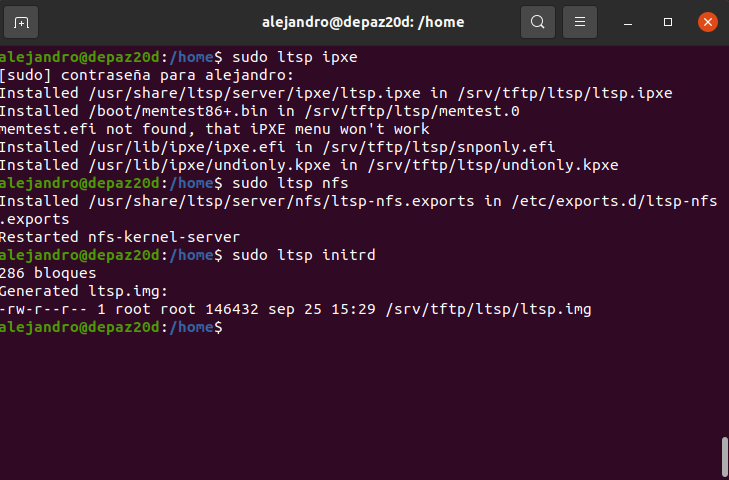 alejandro@depaz20d: /home
alejandro@depaz20d:/home$ sudo ltsp ipxe
[sudo] contraseña para alejandro:
Installed /usr/share/ltsp/server/ipxe/ltsp.ipxe in /srv/tftp/ltsp/ltsp.ipxe
Installed /boot/memtest86+.bin in /srv/tftp/ltsp/memtest.0
memtest.efi not found, that iPXE menu won't work
Installed /usr/lib/ipxe/ipxe.efi in /srv/tftp/ltsp/snponly.efi
Installed /usr/lib/ipxe/undionly.kpxe in /srv/tftp/ltsp/undionly.kpxe
alejandro@depaz20d:/home$ sudo ltsp nfs
Installed /usr/share/ltsp/server/nfs/ltsp-nfs.exports in /etc/exports.d/ltsp-nfs
.exports
Restarted nfs-kernel-server
alejandro@depaz20d:/home$ sudo ltsp initrd
286 bloques
Generated ltsp.img:
-rw-r--r-- 1 root root 146432 sep 25 15:29 /srv/tftp/ltsp/ltsp.img
alejandro@depaz20d:/home$